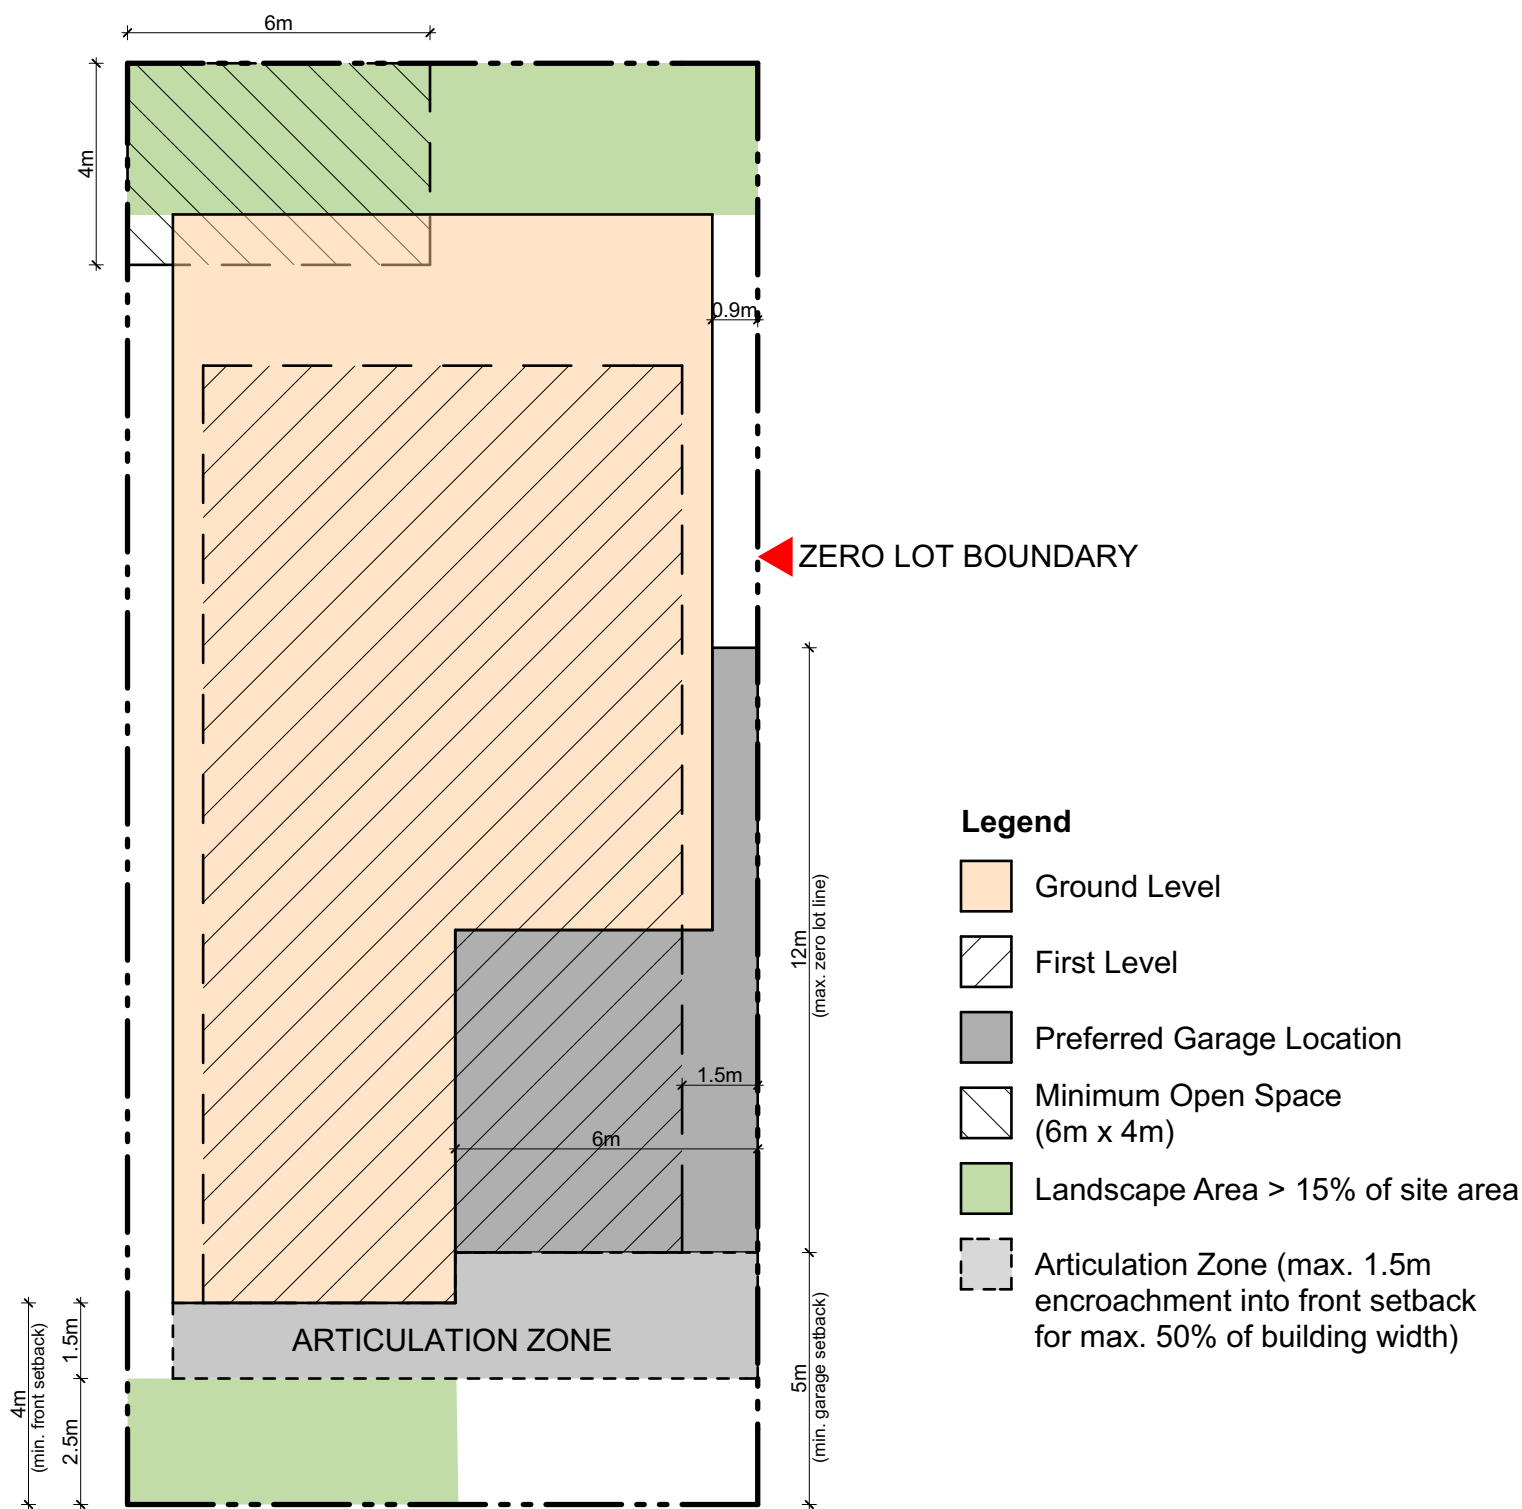 6m
4m
0.9m
ZERO LOT BOUNDARY
12m
(max. zero lot line)
1.5m
6m
ARTICULATION ZONE
4m
(min. front setback)
1.5m
2.5m
5m
(min. garage setback)
Legend
Ground Level
First Level
Preferred Garage Location
Minimum Open Space
(6m x 4m)
Landscape Area > 15% of site area
Articulation Zone (max. 1.5m
encroachment into front setback
for max. 50% of building width)